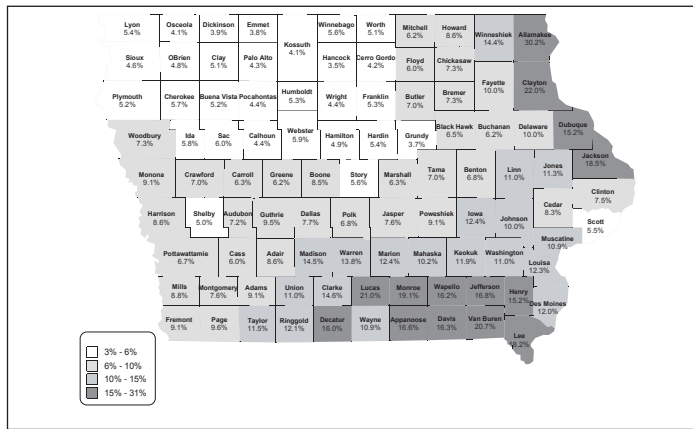 Lyon
5.4%
Osceola
4.1%
Dickinson
3.9%
Emmet
3.8%
Winnebago
5.6%
Worth
5.1%
Mitchell
6.2%
Howard
8.6%
Winneshiek
14.4%
Allamakee
30.2%
Kossuth
4.1%
Sioux
4.6%
OBrien
4.8%
Clay
5.1%
Palo Alto
4.3%
Hancock
3.5%
Cerro Gordo
4.2%
Floyd
6.0%
Chickasaw
7.3%
Fayette
10.0%
Clayton
22.0%
Plymouth
5.2%
Cherokee
5.7%
Buena Vista
5.2%
Pocahontas
4.4%
Humboldt
5.3%
Wright
4.4%
Franklin
5.3%
Butler
7.0%
Bremer
7.3%
Woodbury
7.3%
Ida
5.8%
Sac
6.0%
Calhoun
4.4%
Webster
5.9%
Hamilton
4.9%
Hardin
5.4%
Grundy
3.7%
Black Hawk
6.5%
Buchanan
6.2%
Delaware
10.0%
Dubuque
15.2%
Jackson
18.5%
Monona
9.1%
Crawford
7.0%
Carroll
6.3%
Greene
6.2%
Boone
8.5%
Story
5.6%
Marshall
6.3%
Tama
7.0%
Benton
6.8%
Linn
11.0%
Jones
11.3%
Clinton
7.5%
Cedar
8.3%
Scott
5.5%
Harrison
8.6%
Shelby
5.0%
Audubon
7.2%
Guthrie
9.5%
Dallas
7.7%
Polk
6.8%
Jasper
7.6%
Poweshiek
9.1%
Iowa
12.4%
Johnson
10.0%
Muscatine
10.9%
Pottawattamie
6.7%
Cass
6.0%
Adair
8.6%
Madison
14.5%
Warren
13.8%
Marion
12.4%
Mahaska
10.2%
Keokuk
11.9%
Washington
11.0%
Louisa
12.3%
Mills
8.8%
Montgomery
7.6%
Adams
9.1%
Union
11.0%
Clarke
14.6%
Lucas
21.0%
Monroe
19.1%
Wapello
16.2%
Jefferson
16.8%
Henry
15.2%
Des Moines
12.0%
Fremont
9.1%
Page
9.6%
Taylor
11.5%
Ringgold
12.1%
Decatur
16.0%
Wayne
10.9%
Appanoose
16.6%
Davis
16.3%
Van Buren
20.7%
Lee
18.2%
3% - 6%
6% - 10%
10% - 15%
15% - 31%